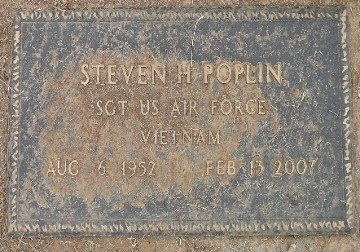 STEVEN H POPLIN
SGT US AIR FORCE
VIETNAM
AUG 6 1952 FEB 13 2007